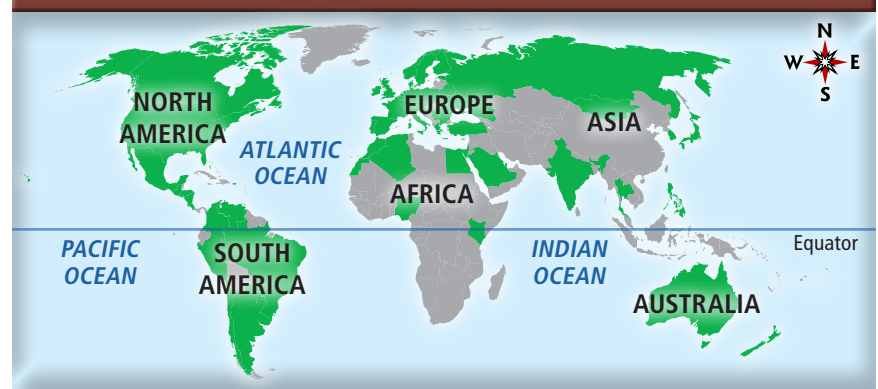 N
W E
S
NORTH
AMERICA
EUROPE
ASIA
ATLANTIC
OCEAN
AFRICA
PACIFIC
OCEAN
SOUTH
AMERICA
INDIAN
OCEAN
Equator
AUSTRALIA